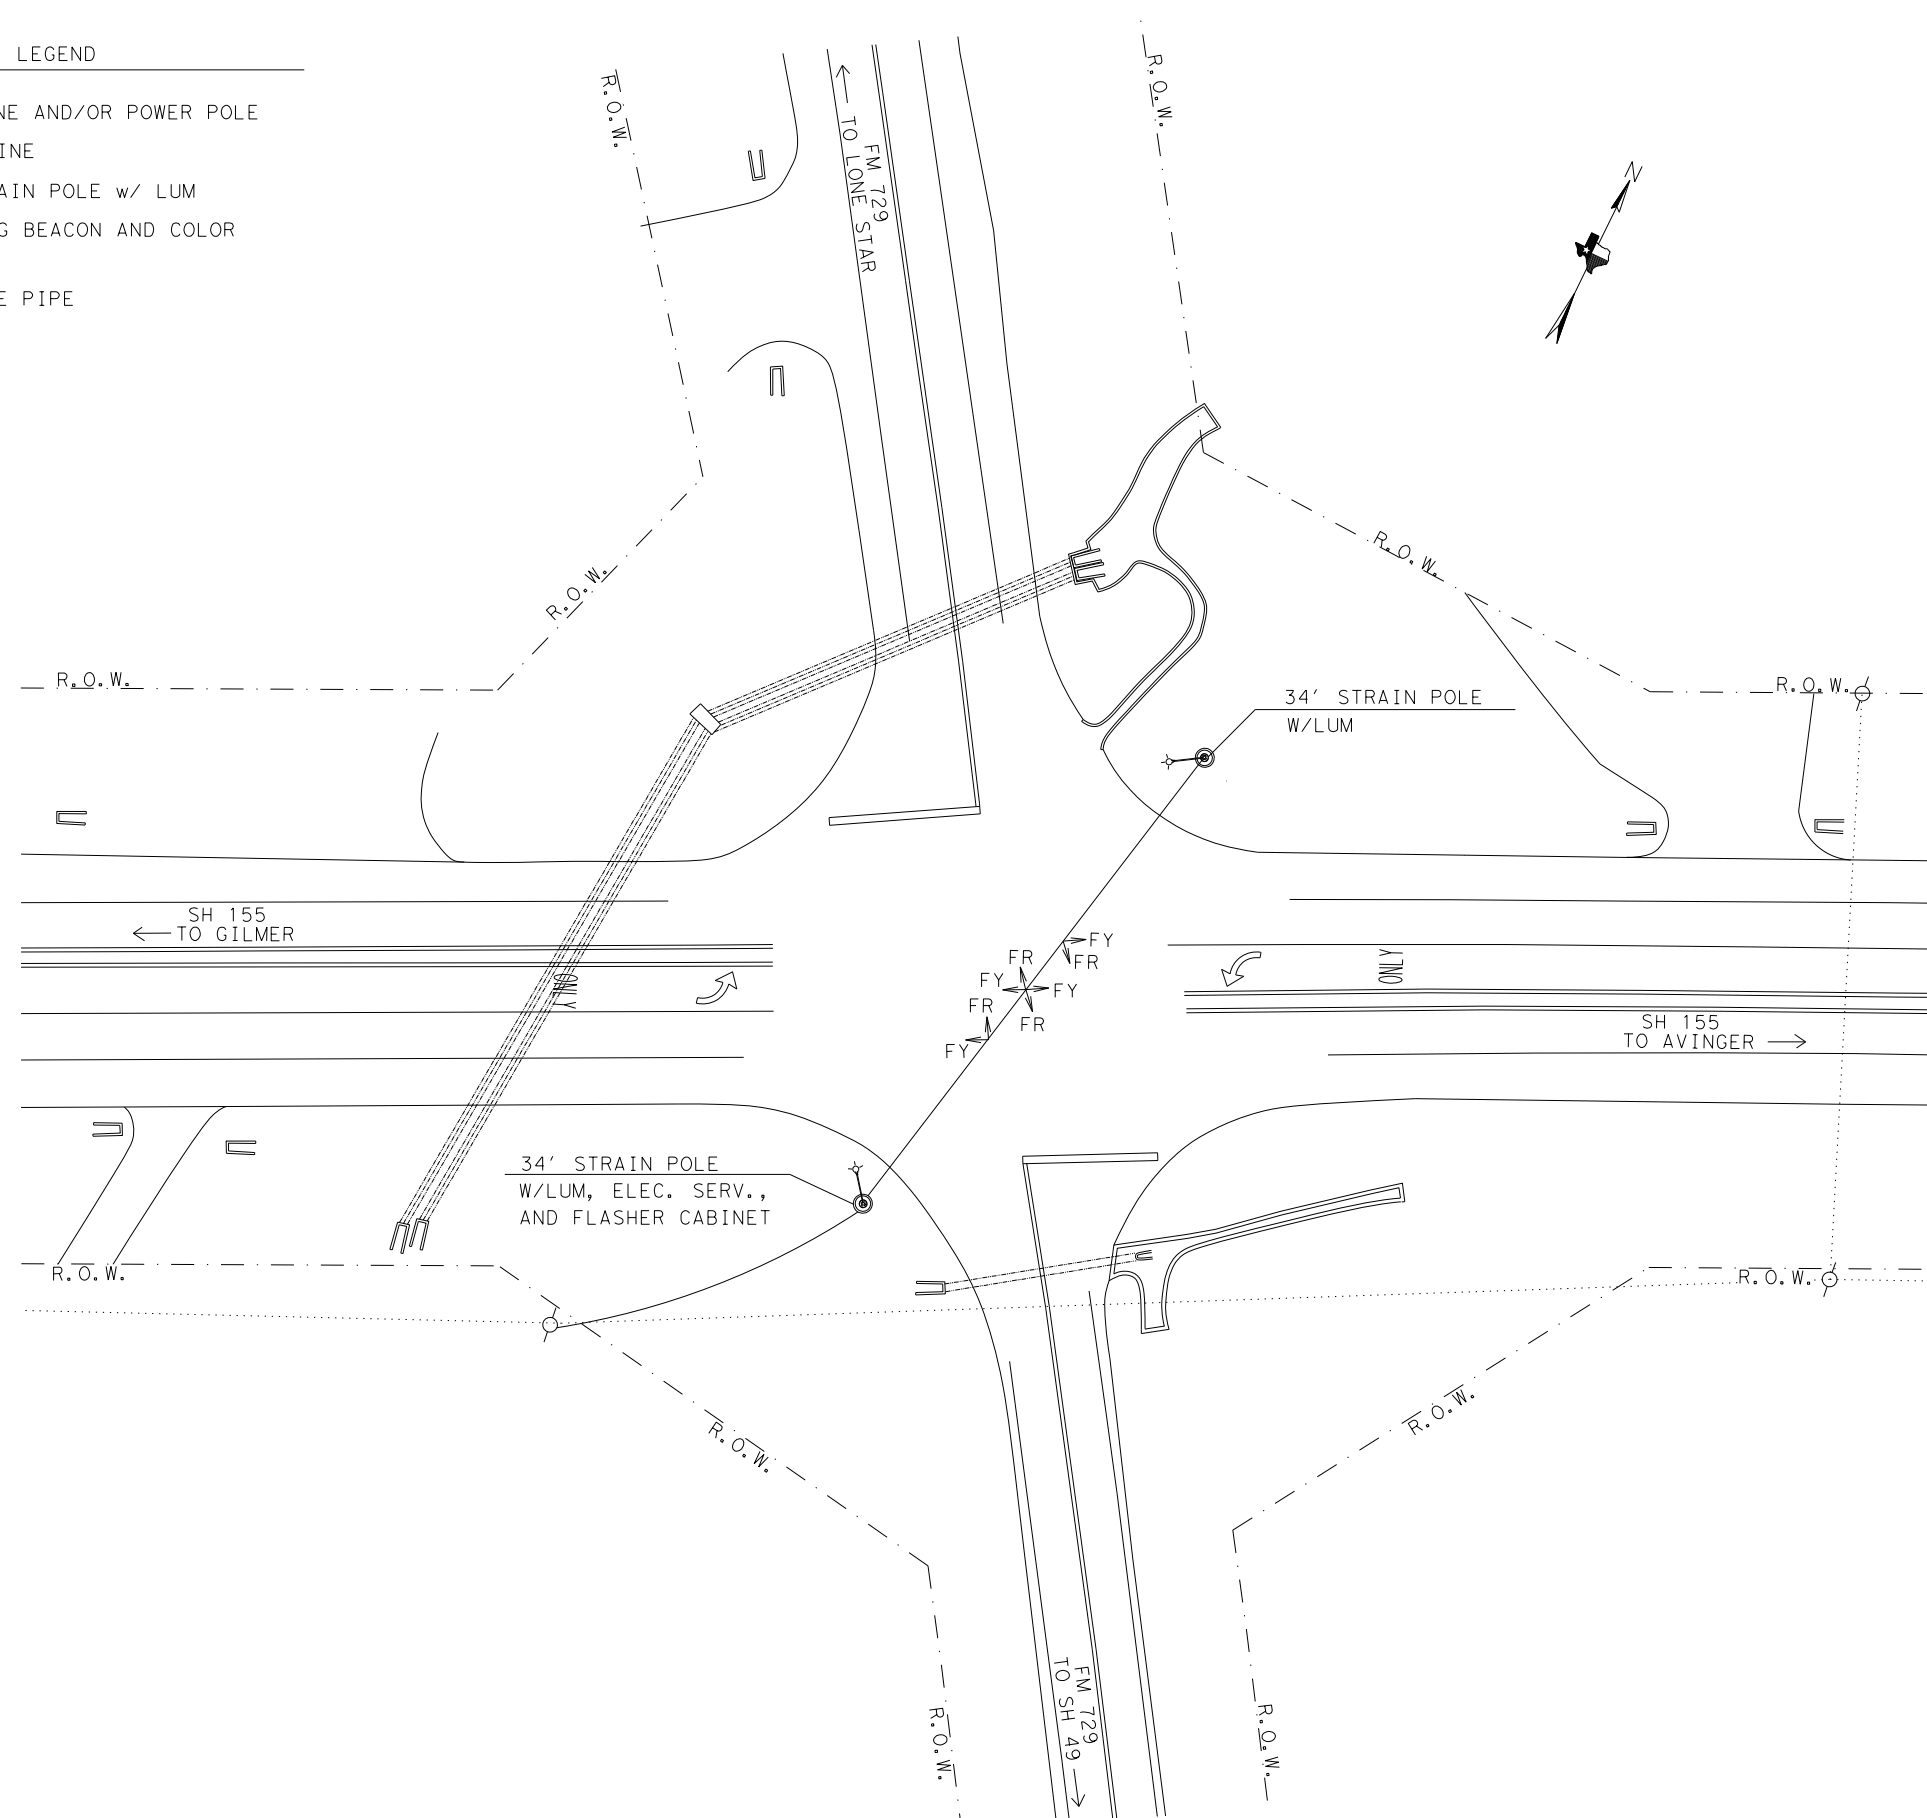 LEGEND
NE AND/OR POWER POLE
INE
AIN POLE w/ LUM
G BEACON AND COLOR
E PIPE
R.O.W.
R.O.W.
FM 729
TO LONE STAR
N
R.O.W.
R.O.W.
R.O.W.
R.O.W.
34' STRAIN POLE
W/LUM
SH 155
TO GILMER
ONLY
ONLY
FY
FR
FR
FY
FY
FR
FR
FY
SH 155
TO AVINGER
34' STRAIN POLE
W/LUM, ELEC. SERV.,
AND FLASHER CABINET
R.O.W.
R.O.W.
R.O.W.
R.O.W.
FM 729
TO SH 49
R.O.W.
R.O.W.